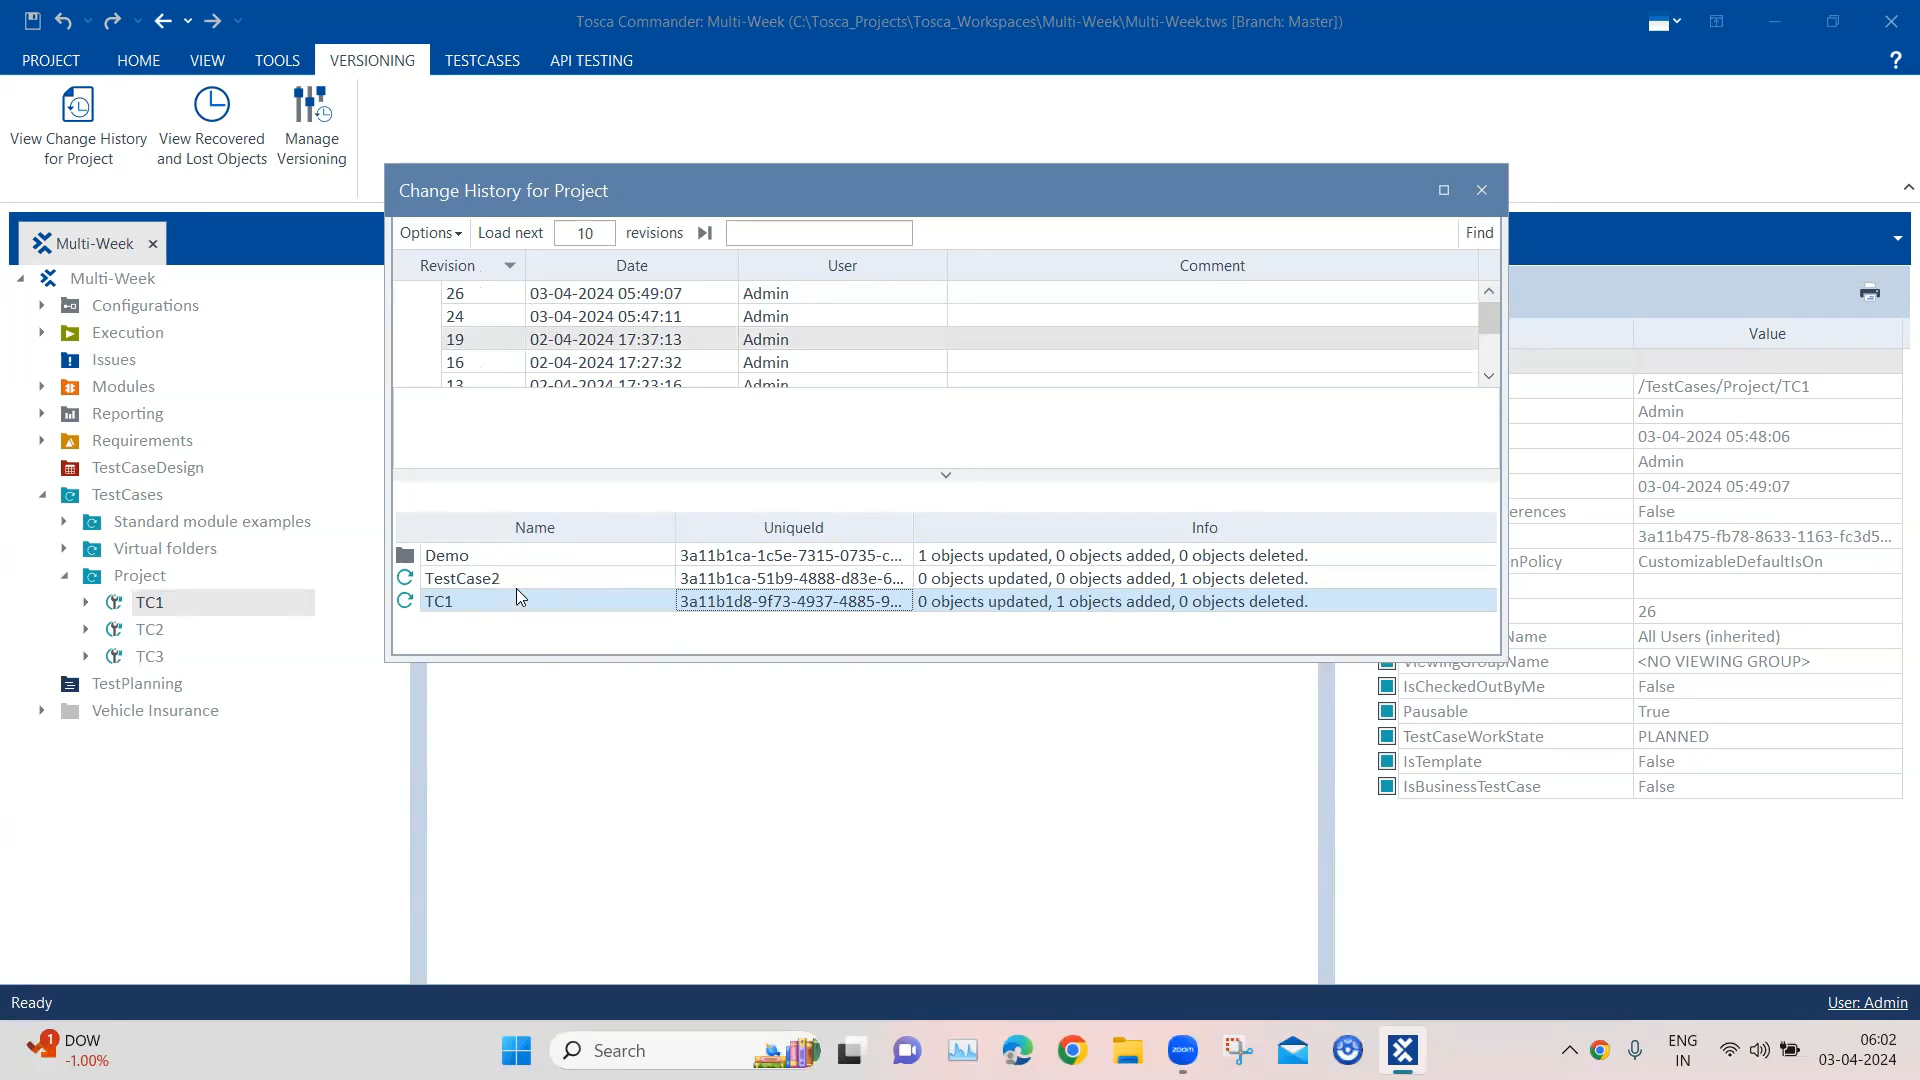 Tosca Commander: Multi-Week (C:\Tosca_Projects\Tosca_Workspaces\Multi-Week\Multi-Week.tws [Branch: Master])
PROJECT HOME VIEW TOOLS VERSIONING TESTCASES API TESTING ?
View Change History for Project
View Recovered and Lost Objects
Manage Versioning
Change History for Project
Options Load next 10 revisions Find
Revision Date User Comment
26 03-04-2024 05:49:07 Admin
24 03-04-2024 05:47:11 Admin
19 02-04-2024 17:37:13 Admin
16 02-04-2024 17:27:32 Admin
13 02-04-2024 17:23:16 Admin
Name UniqueId Info
Demo 3a11b1ca-1c5e-7315-0735-c... 1 objects updated, 0 objects added, 0 objects deleted.
TestCase2 3a11b1ca-51b9-4888-d83e-6... 0 objects updated, 0 objects added, 1 objects deleted.
TC1 3a11b1d8-9f73-4937-4885-9... 0 objects updated, 1 objects added, 0 objects deleted.
Multi-Week
Multi-Week
Configurations
Execution
Issues
Modules
Reporting
Requirements
TestCaseDesign
TestCases
Standard module examples
Virtual folders
Project
TC1
TC2
TC3
TestPlanning
Vehicle Insurance
Value
/TestCases/Project/TC1
Admin
03-04-2024 05:48:06
Admin
03-04-2024 05:49:07
erences False
3a11b475-fb78-8633-1163-fc3d5...
nPolicy CustomizableDefaultIsOn
26
Name All Users (inherited)
ViewingGroupName <NO VIEWING GROUP>
IsCheckedOutByMe False
Pausable True
TestCaseWorkState PLANNED
IsTemplate False
IsBusinessTestCase False
Ready User: Admin
1 DOW
-1.00%
Search
zoom
ENG
IN
06:02
03-04-2024